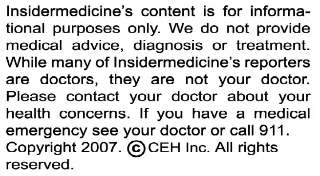 Insidermedicine's content is for informa-
tional purposes only. We do not provide
medical advice, diagnosis or treatment.
While many of Insidermedicine's reporters
are doctors, they are not your doctor.
Please contact your doctor about your
health concerns. If you have a medical
emergency see your doctor or call 911.
Copyright 2007. ©CEH Inc. All rights
reserved.